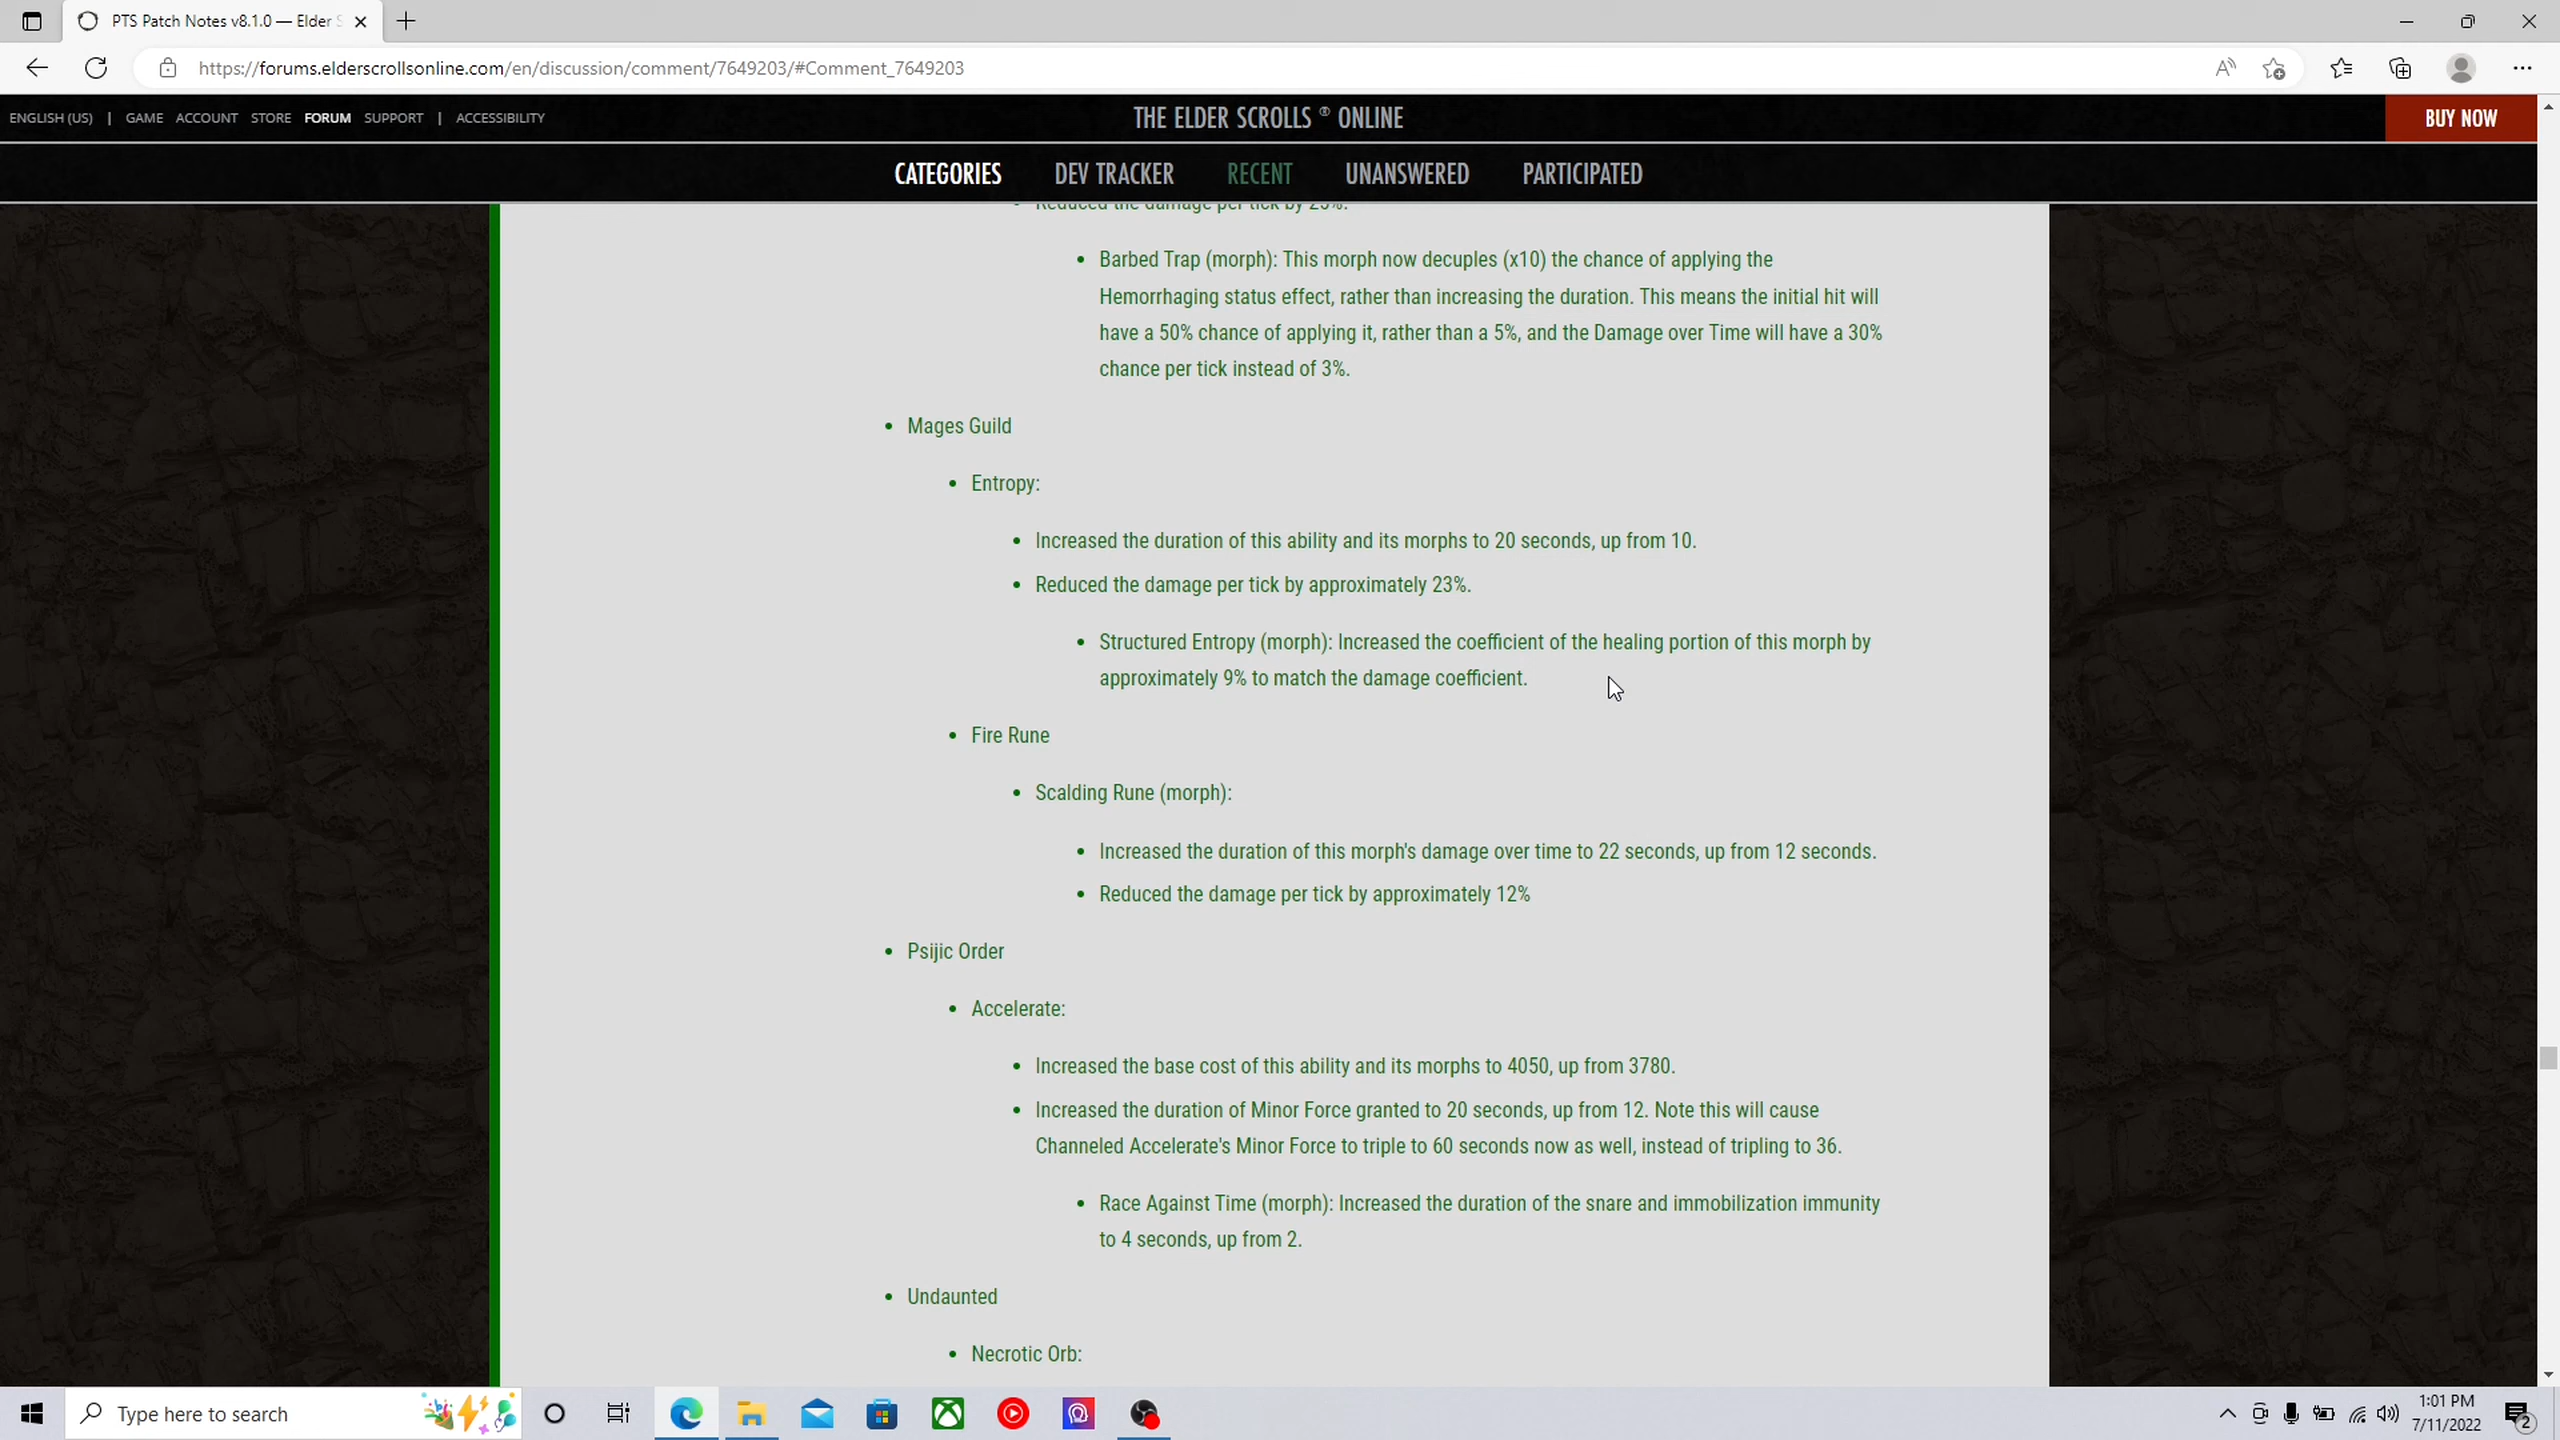 PTS Patch Notes v8.1.0 — Elder S
https://forums.elderscrollsonline.com/en/discussion/comment/7649203/#Comment_7649203
ENGLISH (US) | GAME ACCOUNT STORE FORUM SUPPORT | ACCESSIBILITY
THE ELDER SCROLLS ® ONLINE
BUY NOW
CATEGORIES DEV TRACKER RECENT UNANSWERED PARTICIPATED
Reduced the damage per tick by 23%.
• Barbed Trap (morph): This morph now decuples (x10) the chance of applying the
Hemorrhaging status effect, rather than increasing the duration. This means the initial hit will
have a 50% chance of applying it, rather than a 5%, and the Damage over Time will have a 30%
chance per tick instead of 3%.
• Mages Guild
• Entropy:
• Increased the duration of this ability and its morphs to 20 seconds, up from 10.
• Reduced the damage per tick by approximately 23%.
• Structured Entropy (morph): Increased the coefficient of the healing portion of this morph by
approximately 9% to match the damage coefficient.
• Fire Rune
• Scalding Rune (morph):
• Increased the duration of this morph's damage over time to 22 seconds, up from 12 seconds.
• Reduced the damage per tick by approximately 12%
• Psijic Order
• Accelerate:
• Increased the base cost of this ability and its morphs to 4050, up from 3780.
• Increased the duration of Minor Force granted to 20 seconds, up from 12. Note this will cause
Channeled Accelerate's Minor Force to triple to 60 seconds now as well, instead of tripling to 36.
• Race Against Time (morph): Increased the duration of the snare and immobilization immunity
to 4 seconds, up from 2.
• Undaunted
• Necrotic Orb:
Type here to search
1:01 PM
7/11/2022
2